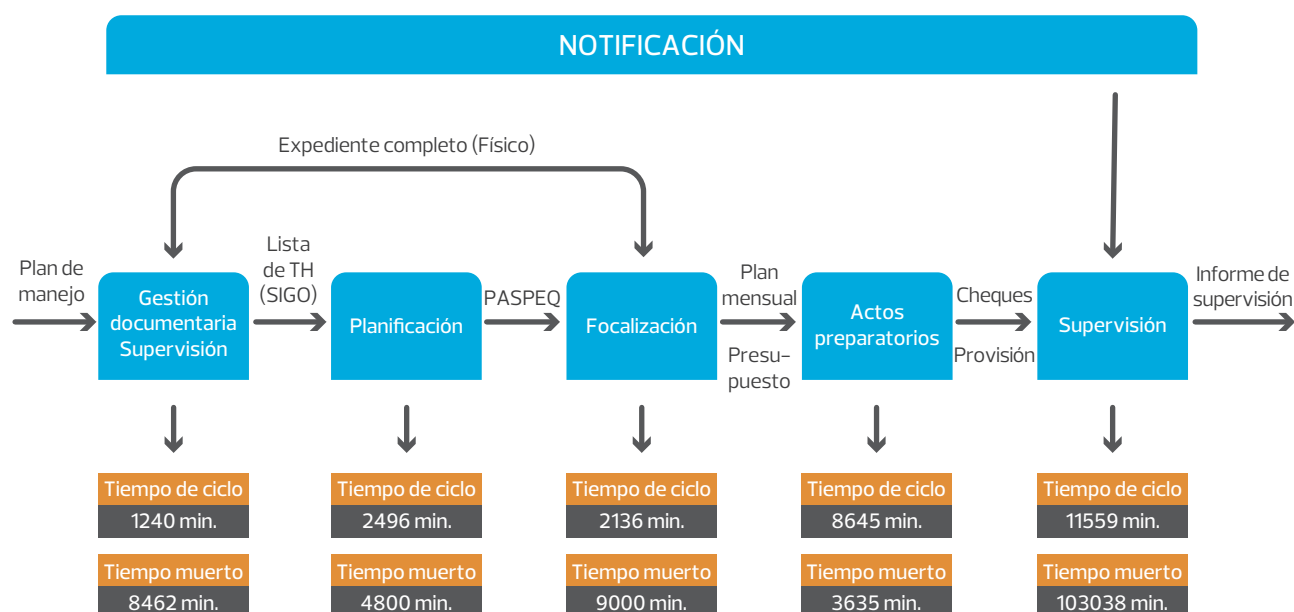 NOTIFICACIÓN
Expediente completo (Físico)
Plan de
manejo
Gestión
documentaria
Supervisión
Lista
de TH
(SIGO)
Planificación
PASPEQ
Focalización
Plan
mensual
Presu-
puesto
Actos
preparatorios
Cheques
Provisión
Supervisión
Informe de
supervisión
Tiempo de ciclo
1240 min.
Tiempo muerto
8462 min.
Tiempo de ciclo
2496 min.
Tiempo muerto
4800 min.
Tiempo de ciclo
2136 min.
Tiempo muerto
9000 min.
Tiempo de ciclo
8645 min.
Tiempo muerto
3635 min.
Tiempo de ciclo
11559 min.
Tiempo muerto
103038 min.